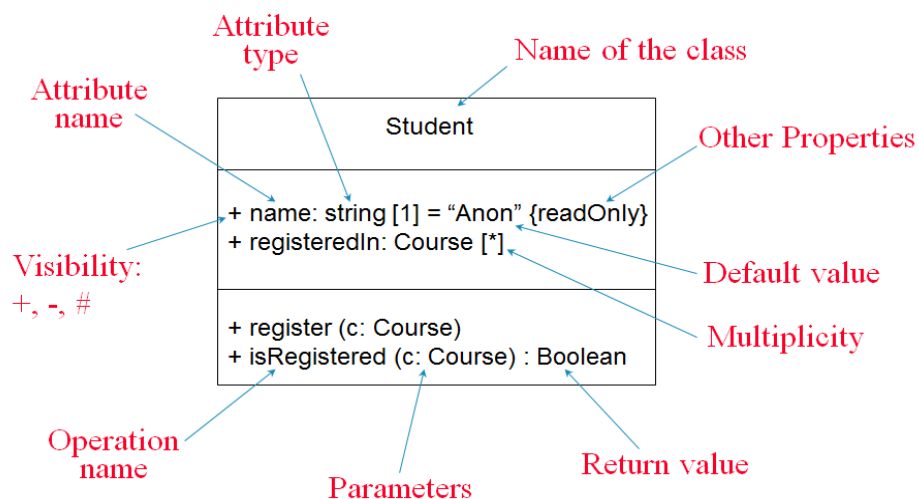 Attribute
type
Name of the class
Attribute
name
Student
Other Properties
+ name: string [1] = “Anon” {readOnly}
+ registeredIn: Course [*]
Visibility:
+, -, #
Default value
+ register (c: Course)
+ isRegistered (c: Course) : Boolean
Multiplicity
Operation
name
Parameters
Return value